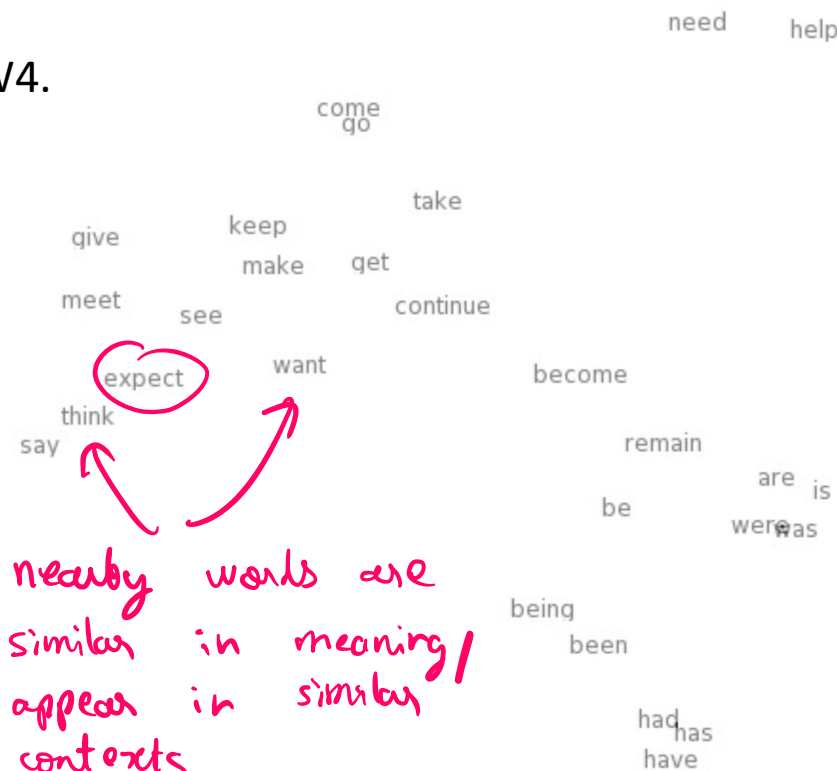 need help
V4.
come
go
take
give keep
make get
meet see continue
expect want become
think
say remain
are is
be
were was
nearby words are
similar in meaning/
appear in similar
contexts
being
been
had has
have